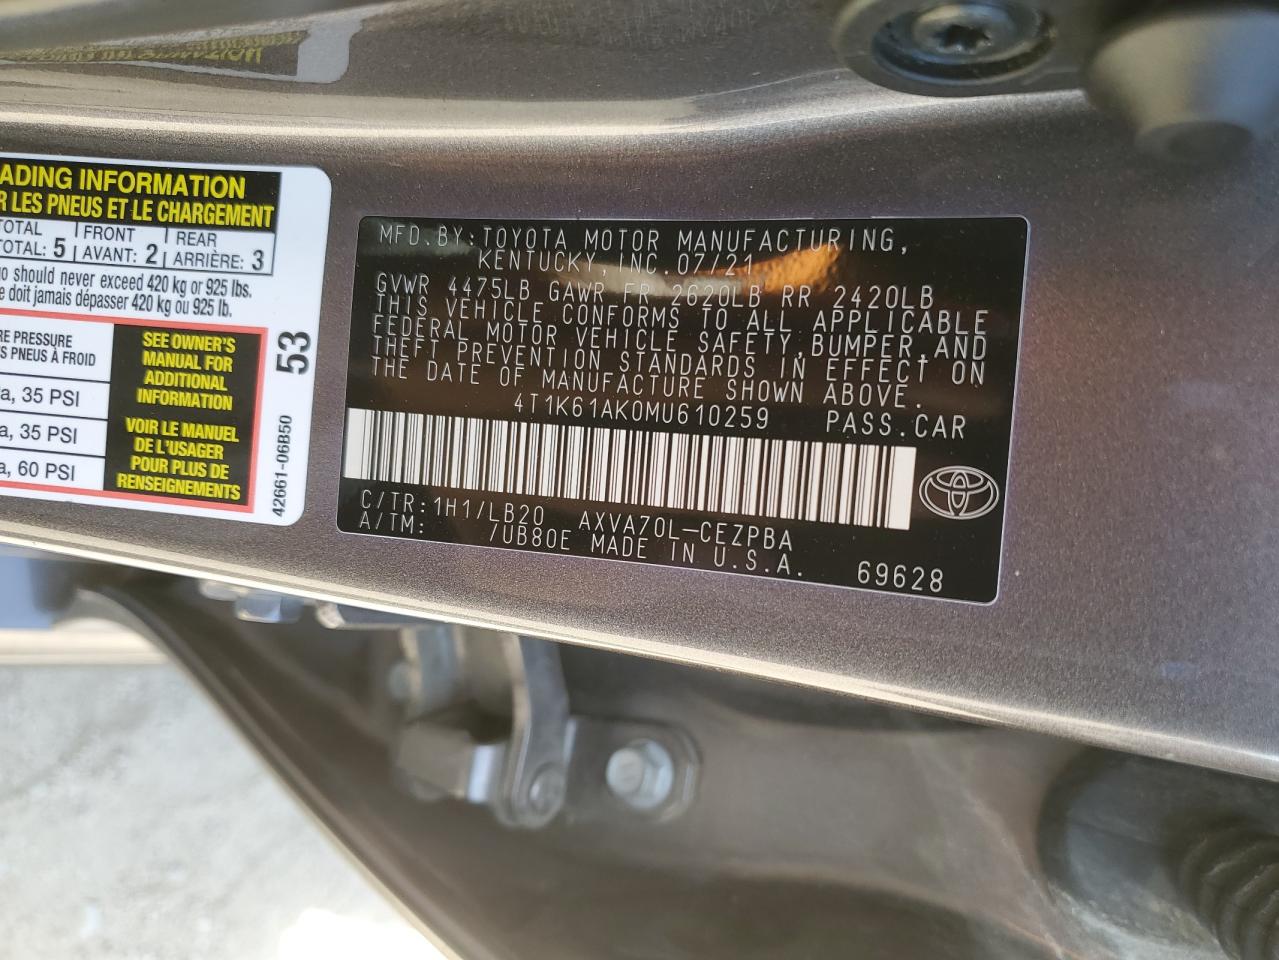 ADING INFORMATION
R LES PNEUS ET LE CHARGEMENT
TOTAL FRONT REAR
TOTAL: 5 AVANT: 2 ARRIÈRE: 3
should never exceed 420 kg or 925 lbs.
e doit jamais dépasser 420 kg ou 925 lb.
RE PRESSURE
S PNEUS À FROID
a, 35 PSI
a, 35 PSI
a, 60 PSI
SEE OWNER'S
MANUAL FOR
ADDITIONAL
INFORMATION
VOIR LE MANUEL
DE L'USAGER
POUR PLUS DE
RENSEIGNEMENTS
53
42661-06B50
MFD.BY:TOYOTA MOTOR MANUFACTURING,
KENTUCKY, INC.07/21
GVWR 4475LB GAWR FR 2620LB RR 2420LB
THIS VEHICLE CONFORMS TO ALL APPLICABLE
FEDERAL MOTOR VEHICLE SAFETY,BUMPER,AND
THEFT PREVENTION STANDARDS IN EFFECT ON
THE DATE OF MANUFACTURE SHOWN ABOVE.
4T1K61AK0MU610259 PASS.CAR
C/TR:1H1/LB20 AXVA70L-CEZPBA
A/TM: /UB80E MADE IN U.S.A.
69628